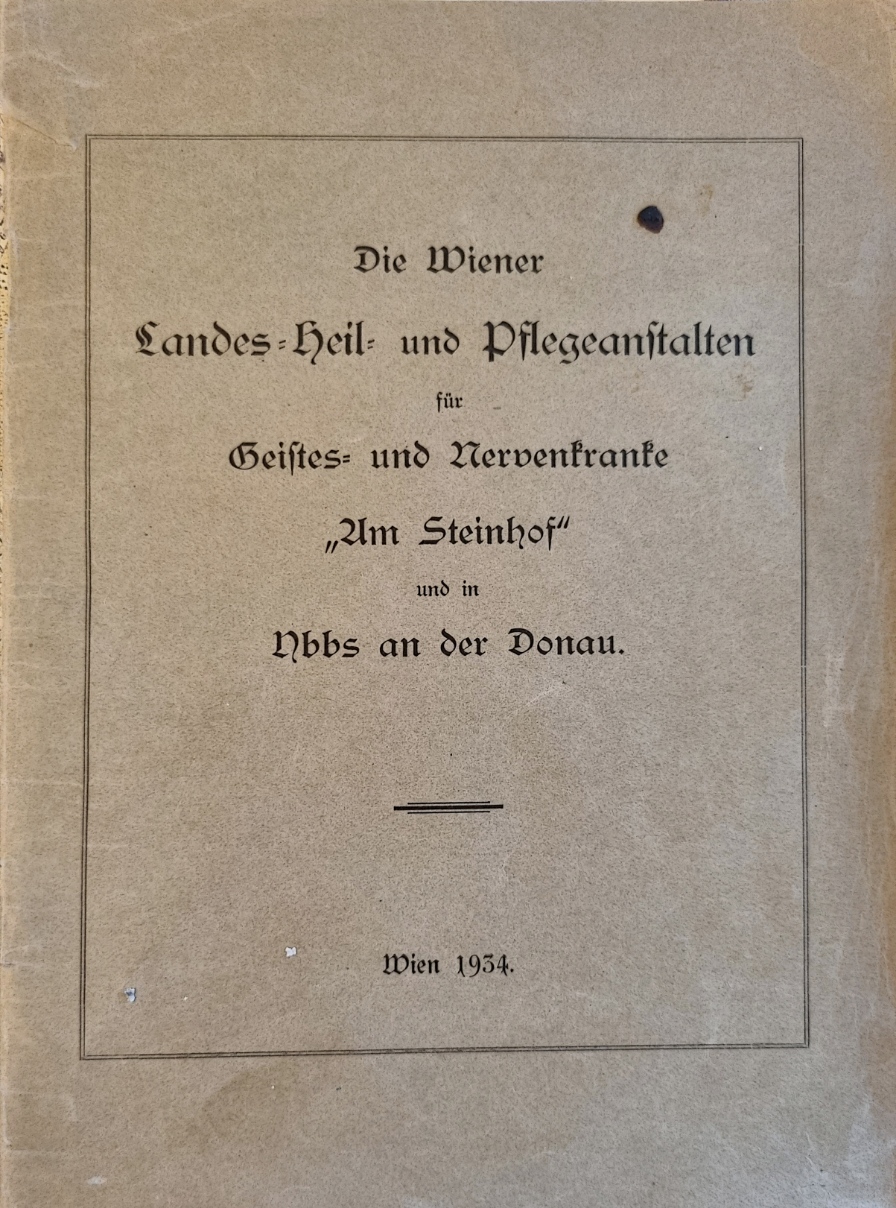 Die Wiener
Landes-Heil- und Pflegeanſtalten
für
Geiſtes- und Nervenkranke
„Am Steinhof“
und in
Ybbs an der Donau.
Wien 1934.